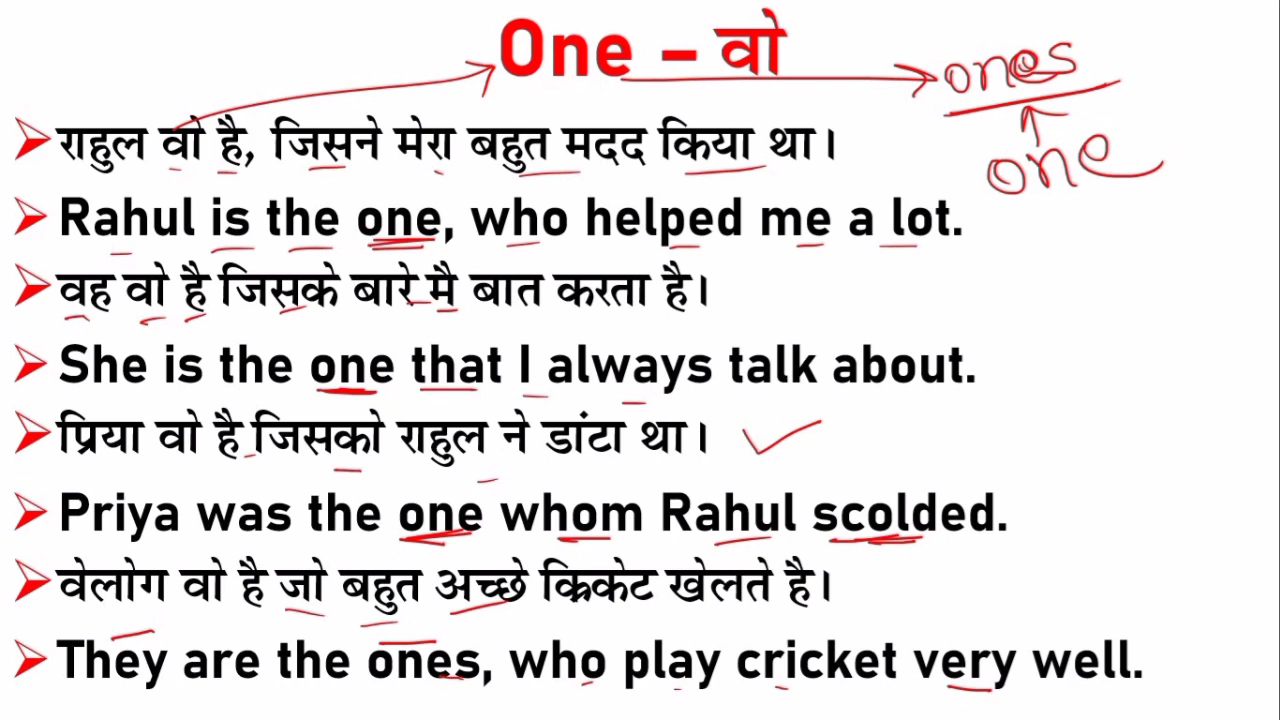 One – वो
ones
one
राहुल वो है, जिसने मेरा बहुत मदद किया था।
Rahul is the one, who helped me a lot.
वह वो है जिसके बारे मै बात करता है।
She is the one that I always talk about.
प्रिया वो है जिसको राहुल ने डांटा था।
Priya was the one whom Rahul scolded.
वेलोग वो है जो बहुत अच्छे क्रिकेट खेलते है।
They are the ones, who play cricket very well.